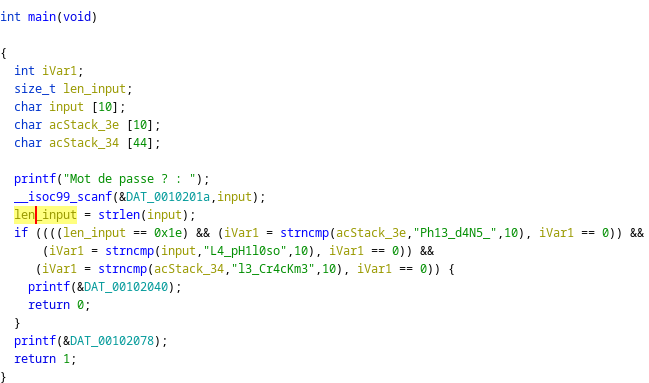 int main(void)
{
int iVar1;
size_t len_input;
char input [10];
char acStack_3e [10];
char acStack_34 [44];
printf("Mot de passe ? : ");
__isoc99_scanf(&DAT_0010201a,input);
len_input = strlen(input);
if ((((len_input == 0x1e) && (iVar1 = strncmp(acStack_3e,"Ph13_d4N5_",10), iVar1 == 0)) &&
(iVar1 = strncmp(input,"L4_pH1l0so",10), iVar1 == 0)) &&
(iVar1 = strncmp(acStack_34,"l3_Cr4cKm3",10), iVar1 == 0)) {
printf(&DAT_00102040);
return 0;
}
printf(&DAT_00102078);
return 1;
}